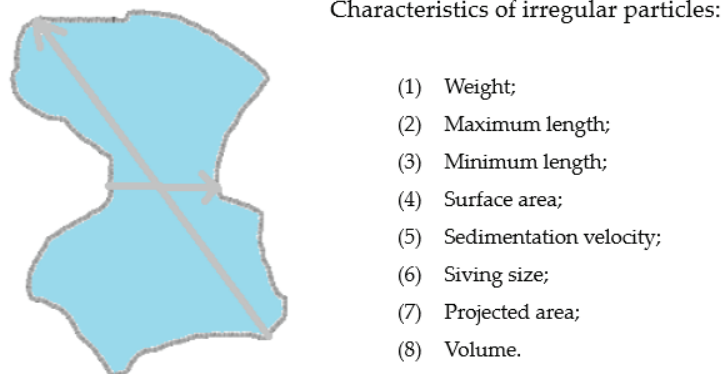 Characteristics of irregular particles:
(1) Weight;
(2) Maximum length;
(3) Minimum length;
(4) Surface area;
(5) Sedimentation velocity;
(6) Siving size;
(7) Projected area;
(8) Volume.